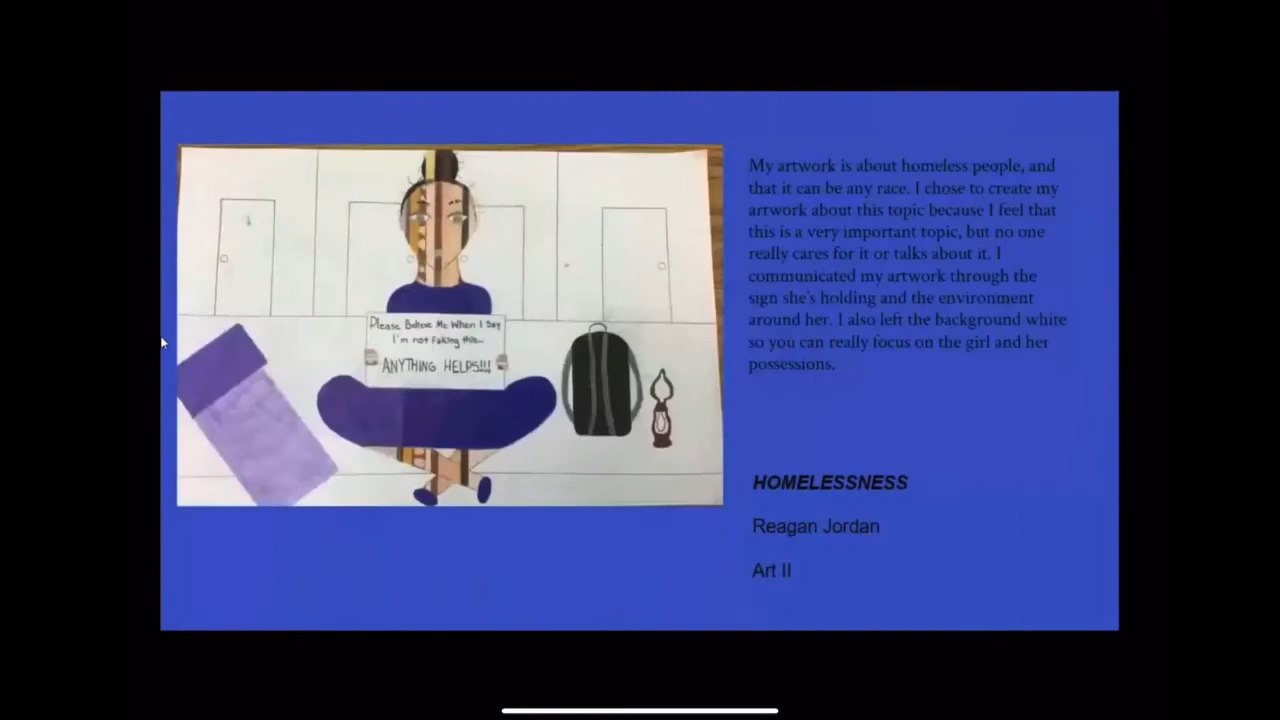 Please Believe Me When I Say
I'm not Faking this...
ANYTHING HELPS!!!
My artwork is about homeless people, and
that it can be any race. I chose to create my
artwork about this topic because I feel that
this is a very important topic, but no one
really cares for it or talks about it. I
communicated my artwork through the
sign she's holding and the environment
around her. I also left the background white
so you can really focus on the girl and her
possessions.
HOMELESSNESS
Reagan Jordan
Art II